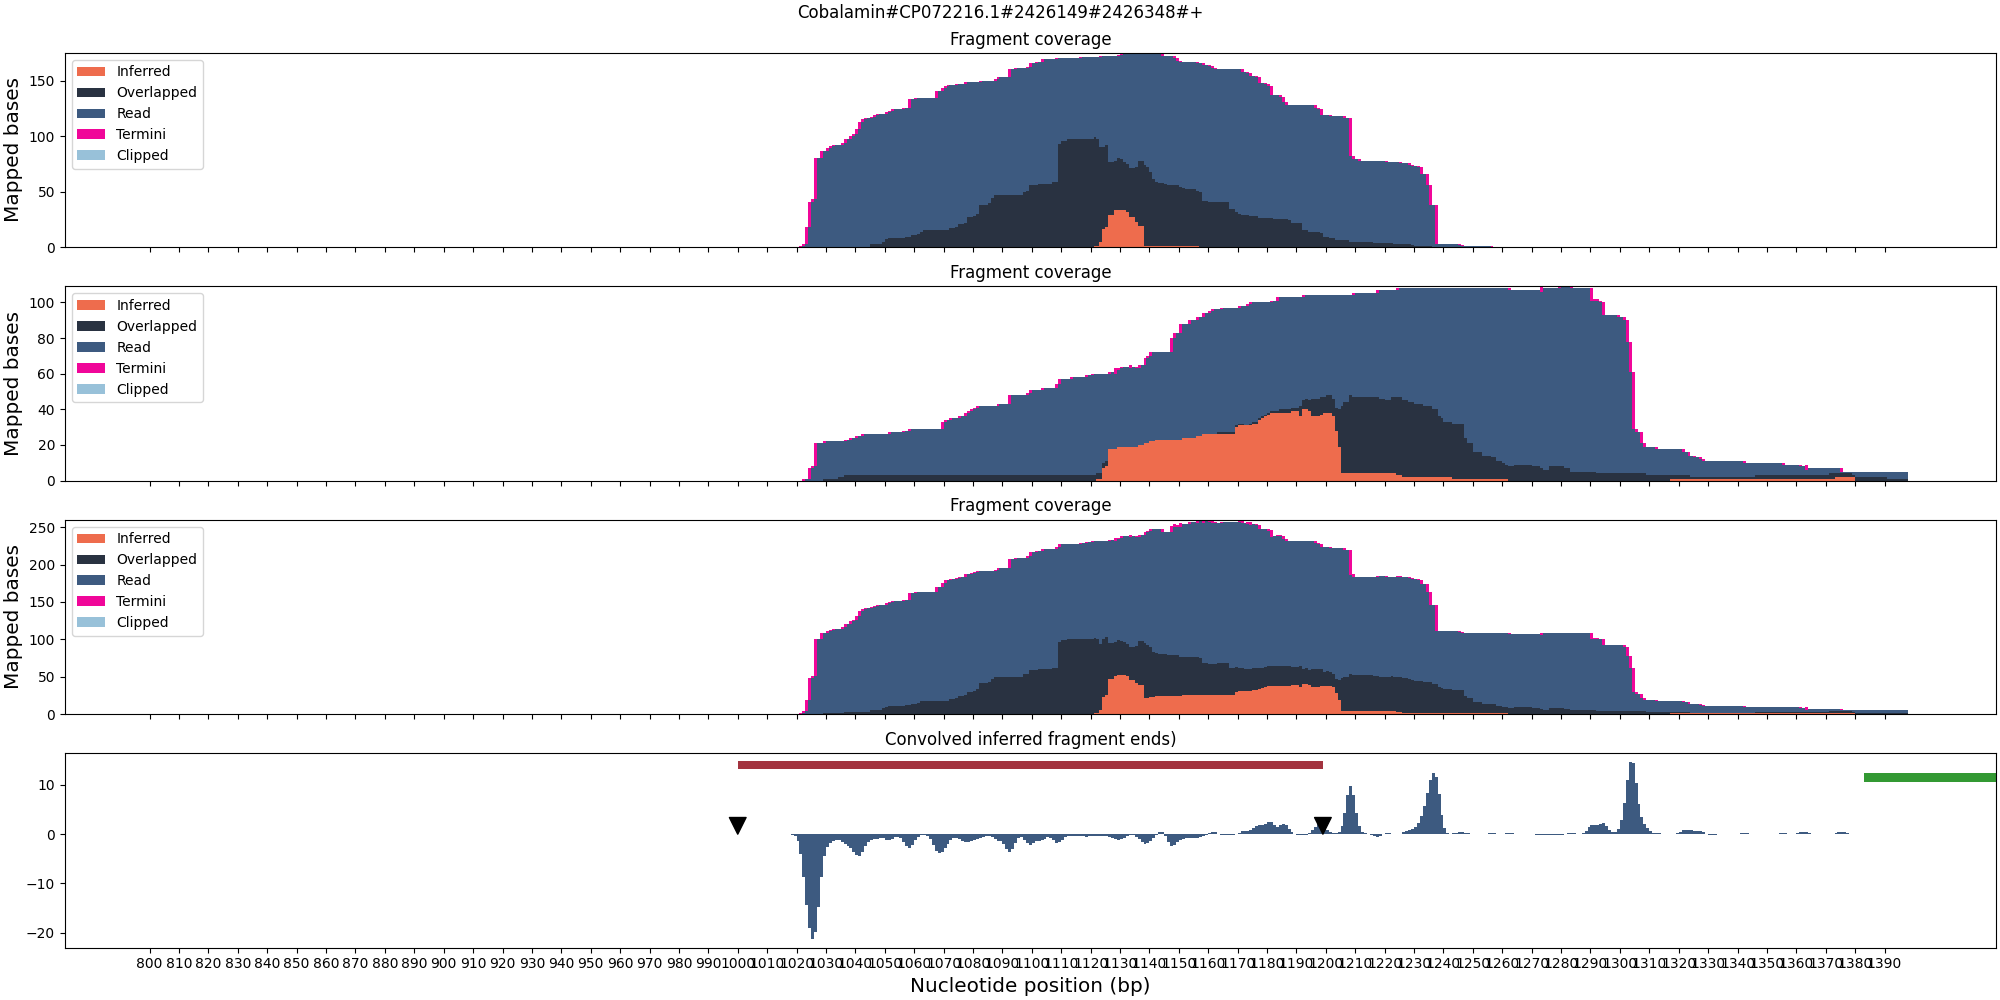 Cobalamin#CP072216.1#2426149#2426348#+
Fragment coverage
Mapped bases
150
100
50
0
Inferred
Overlapped
Read
Termini
Clipped
Fragment coverage
Mapped bases
100
80
60
40
20
0
Inferred
Overlapped
Read
Termini
Clipped
Fragment coverage
Mapped bases
250
200
150
100
50
0
Inferred
Overlapped
Read
Termini
Clipped
Convolved inferred fragment ends)
10
0
−10
−20
800 810 820 830 840 850 860 870 880 890 900 910 920 930 940 950 960 970 980 990 1000 1010 1020 1030 1040 1050 1060 1070 1080 1090 1100 1110 1120 1130 1140 1150 1160 1170 1180 1190 1200 1210 1220 1230 1240 1250 1260 1270 1280 1290 1300 1310 1320 1330 1340 1350 1360 1370 1380 1390
Nucleotide position (bp)